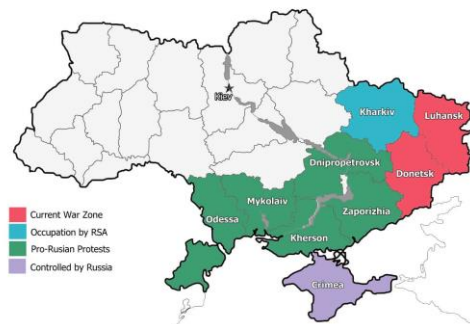 Kiev
Kharkiv
Luhansk
Dnipropetrovsk
Donetsk
Mykolaiv
Zaporizhia
Odessa
Kherson
Crimea
Current War Zone
Occupation by RSA
Pro-Rusian Protests
Controlled by Russia